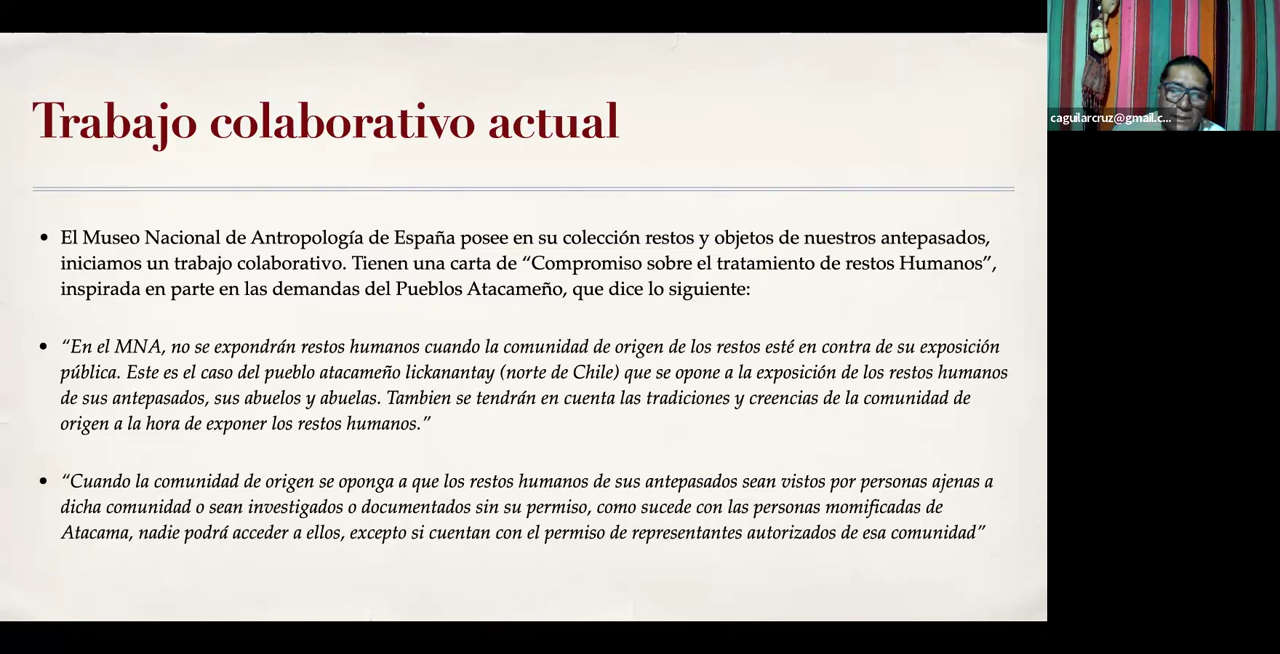 Trabajo colaborativo actual
caguilarcruz@gmail.c...
• El Museo Nacional de Antropología de España posee en su colección restos y objetos de nuestros antepasados,
iniciamos un trabajo colaborativo. Tienen una carta de “Compromiso sobre el tratamiento de restos Humanos”,
inspirada en parte en las demandas del Pueblos Atacameño, que dice lo siguiente:
• “En el MNA, no se expondrán restos humanos cuando la comunidad de origen de los restos esté en contra de su exposición
pública. Este es el caso del pueblo atacameño lickanantay (norte de Chile) que se opone a la exposición de los restos humanos
de sus antepasados, sus abuelos y abuelas. Tambien se tendrán en cuenta las tradiciones y creencias de la comunidad de
origen a la hora de exponer los restos humanos.”
• “Cuando la comunidad de origen se oponga a que los restos humanos de sus antepasados sean vistos por personas ajenas a
dicha comunidad o sean investigados o documentados sin su permiso, como sucede con las personas momificadas de
Atacama, nadie podrá acceder a ellos, excepto si cuentan con el permiso de representantes autorizados de esa comunidad”